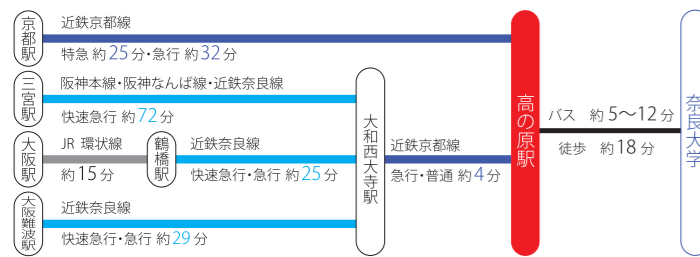 京都駅
近鉄京都線
特急 約25分・急行 約32分
三宮駅
阪神本線・阪神なんば線・近鉄奈良線
快速急行 約72分
大阪駅
JR 環状線
約15分
鶴橋駅
近鉄奈良線
快速急行・急行 約25分
大阪難波駅
近鉄奈良線
快速急行・急行 約29分
大和西大寺駅
近鉄京都線
急行・普通 約4分
高の原駅
バス 約5〜12分
徒歩 約18分
奈良大学